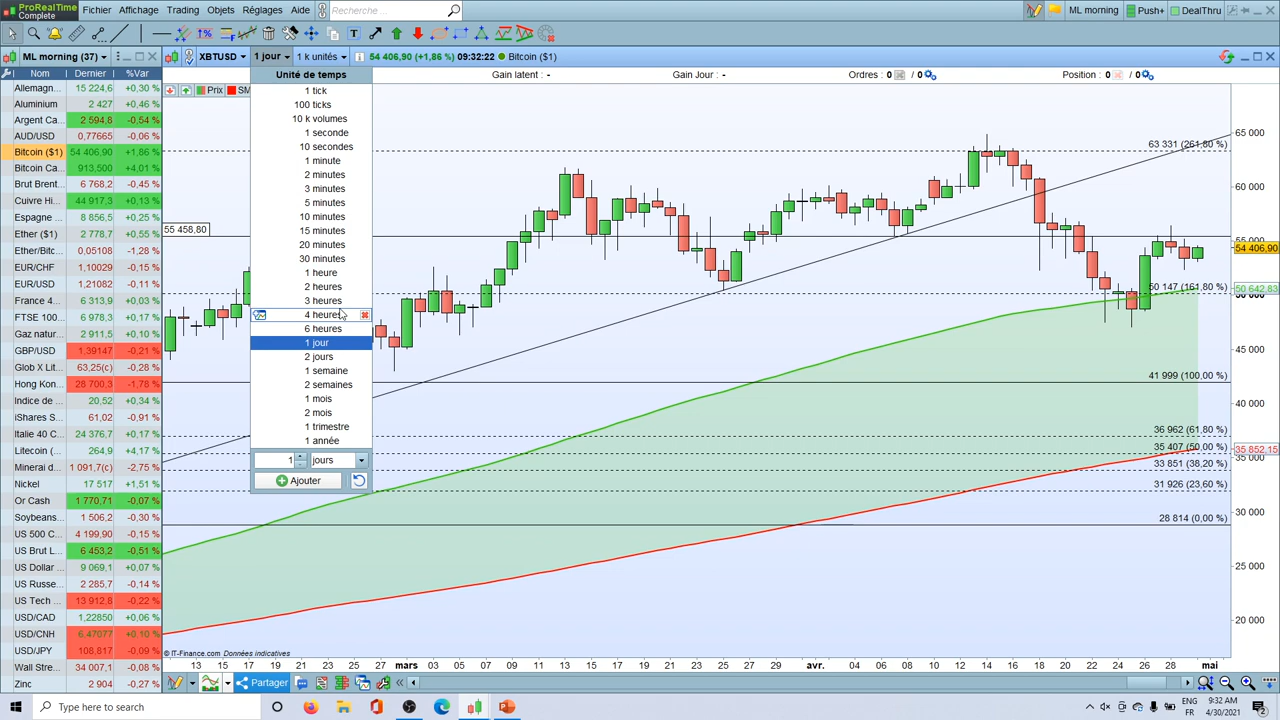 ProRealTime
Complete
Fichier Affichage Trading Objets Réglages Aide Recherche ... ML morning Push+ DealThru
ML morning (37) XBTUSD 1 jour 1 k unités 54 406,90 (+1,86 %) 09:32:22 Bitcoin ($1)
Nom Dernier %Var
Unité de temps
Gain latent : - Gain Jour : - Ordres : 0 / 0 Position : 0 / 0
Prix SM
Allemagn... 15 224,6 +0,30 %
Aluminium 2 427 +0,46 %
Argent Ca... 2 594,8 -0,54 %
AUD/USD 0,77665 -0,06 %
Bitcoin ($1) 54 406,90 +1,86 %
Bitcoin Ca... 913,500 +4,01 %
Brut Brent... 6 768,2 -0,45 %
Cuivre Hi... 44 917,3 +0,13 %
Espagne ... 8 856,5 +0,25 %
Ether ($1) 2 778,7 +0,55 %
Ether/Bitc... 0,05108 -1,28 %
EUR/CHF 1,10029 -0,15 %
EUR/USD 1,21082 -0,11 %
France 4... 6 313,9 +0,03 %
FTSE 100... 6 978,3 +0,17 %
Gaz natur... 2 911,5 +0,10 %
GBP/USD 1,39147 -0,21 %
Glob X Lit... 63,25(c) -0,28 %
Hong Kon... 28 700,3 -1,78 %
Indice de ... 20,52 +0,34 %
iShares S... 61,02 -0,91 %
Italie 40 C... 24 376,7 +0,17 %
Litecoin (... 264,9 +4,17 %
Minerai d... 1 091,7(c) -2,75 %
Nickel 17 517 +1,51 %
Or Cash 1 770,71 -0,07 %
Soybeans... 1 506,2 -0,30 %
US 500 C... 4 199,90 -0,15 %
US Brut L... 6 453,2 -0,51 %
US Dollar ... 9 069,1 +0,07 %
US Russe... 2 285,7 -0,14 %
US Tech ... 13 912,8 -0,22 %
USD/CAD 1,22850 +0,06 %
USD/CNH 6,47077 +0,10 %
USD/JPY 108,817 -0,09 %
Wall Stre... 34 007,1 -0,08 %
Zinc 2 904 -0,27 %
1 tick
100 ticks
10 k volumes
1 seconde
10 secondes
1 minute
2 minutes
3 minutes
5 minutes
10 minutes
15 minutes
20 minutes
30 minutes
1 heure
2 heures
3 heures
4 heures
6 heures
1 jour
2 jours
1 semaine
2 semaines
1 mois
2 mois
1 trimestre
1 année
1 jours
Ajouter
55 458,80
63 331 (261,80 %)
50 147 (161,80 %)
41 999 (100,00 %)
36 962 (61,80 %)
35 407 (50,00 %)
33 851 (38,20 %)
31 926 (23,60 %)
28 814 (0,00 %)
65 000
60 000
55 000
54 406,90
50 642,83
50 000
45 000
40 000
35 852,15
35 000
30 000
25 000
20 000
© IT-Finance.com Données indicatives
13 15 17 19 21 23 25 27 mars 03 05 07 09 11 13 15 17 19 21 23 25 27 29 avr. 04 06 08 10 12 14 16 18 20 22 24 26 28 mai
Partager
Type here to search
ENG 9:32 AM
FR 4/30/2021
2